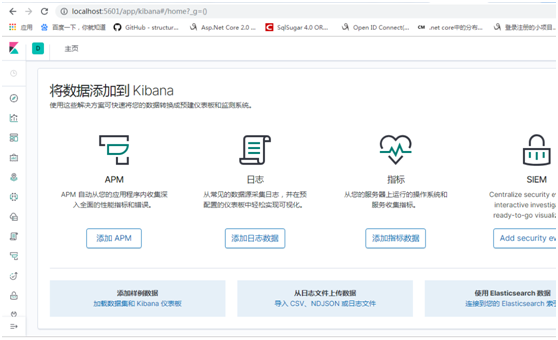 localhost:5601/app/kibana#/home?_g=()
应用
百度一下，你就知道
GitHub - structur...
Asp.Net Core 2.0 ...
SqlSugar 4.0 OR...
Open ID Connect(...
.net core中的分布...
登录注册的小项目...
D
主页
将数据添加到 Kibana
使用这些解决方案可快速将您的数据转换成预建仪表板和监测系统。
APM
APM 自动从您的应用程序内收集深
入全面的性能指标和错误。
添加 APM
日志
从常见的数据源采集日志，并在预
配置的仪表板中轻松实现可视化。
添加日志数据
指标
从您的服务器上运行的操作系统和
服务收集指标。
添加指标数据
SIEM
Centralize security e
interactive investiga
ready-to-go visualiz
Add security ev
添加样例数据
加载数据集和 Kibana 仪表板
从日志文件上传数据
导入 CSV、NDJSON 或日志文件
使用 Elasticsearch 数据
连接到您的 Elasticsearch 索